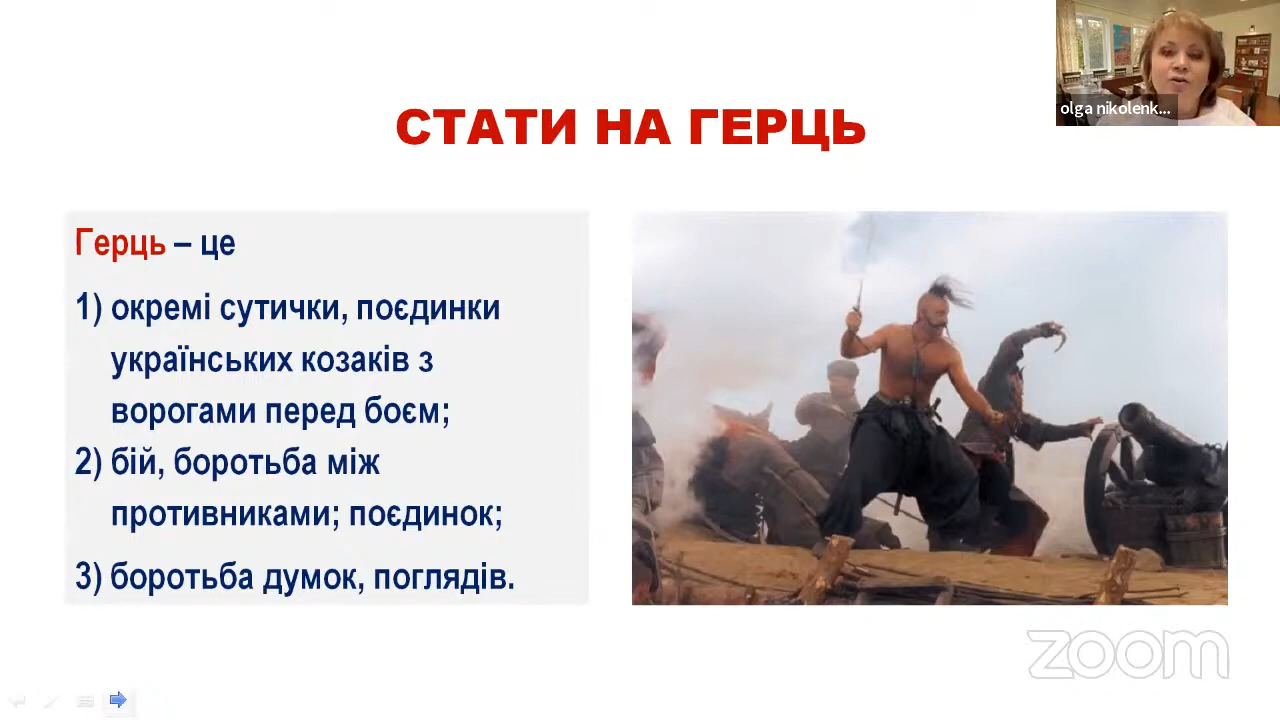 olga nikolenk...
СТАТИ НА ГЕРЦЬ
Герць – це
1) окремі сутички, поєдинки
українських козаків з
ворогами перед боєм;
2) бій, боротьба між
противниками; поєдинок;
3) боротьба думок, поглядів.
zoom